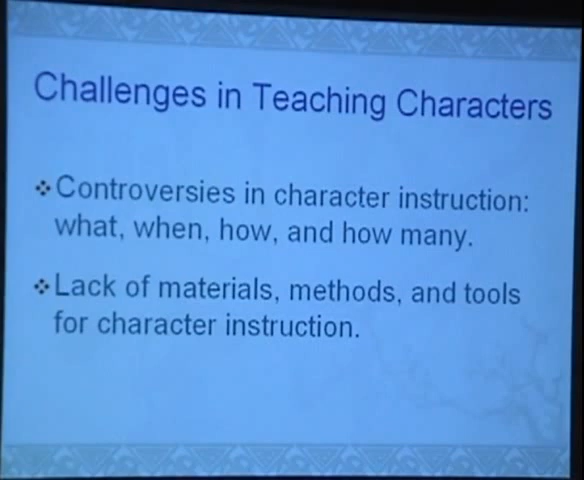 Challenges in Teaching Characters
Controversies in character instruction:
what, when, how, and how many.
Lack of materials, methods, and tools
for character instruction.